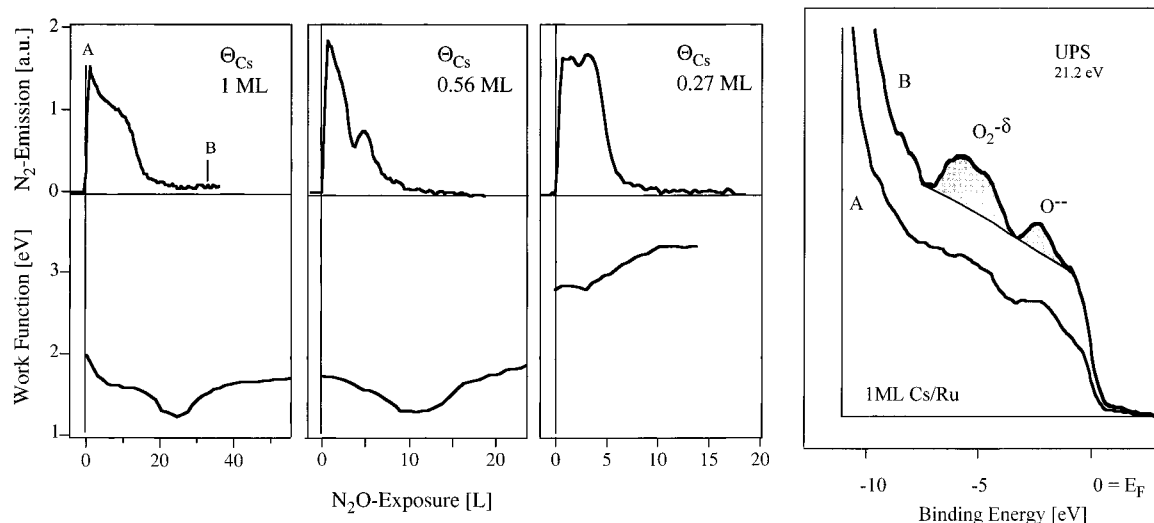 N2-Emission [a.u.]
2
1
0
A
B
ΘCs
1 ML
ΘCs
0.56 ML
ΘCs
0.27 ML
Work Function [eV]
3
2
1
0
20
40
0
10
20
0
5
10
15
20
N2O-Exposure [L]
UPS
21.2 eV
B
A
O2-δ
O--
1ML Cs/Ru
-10
-5
0 = EF
Binding Energy [eV]